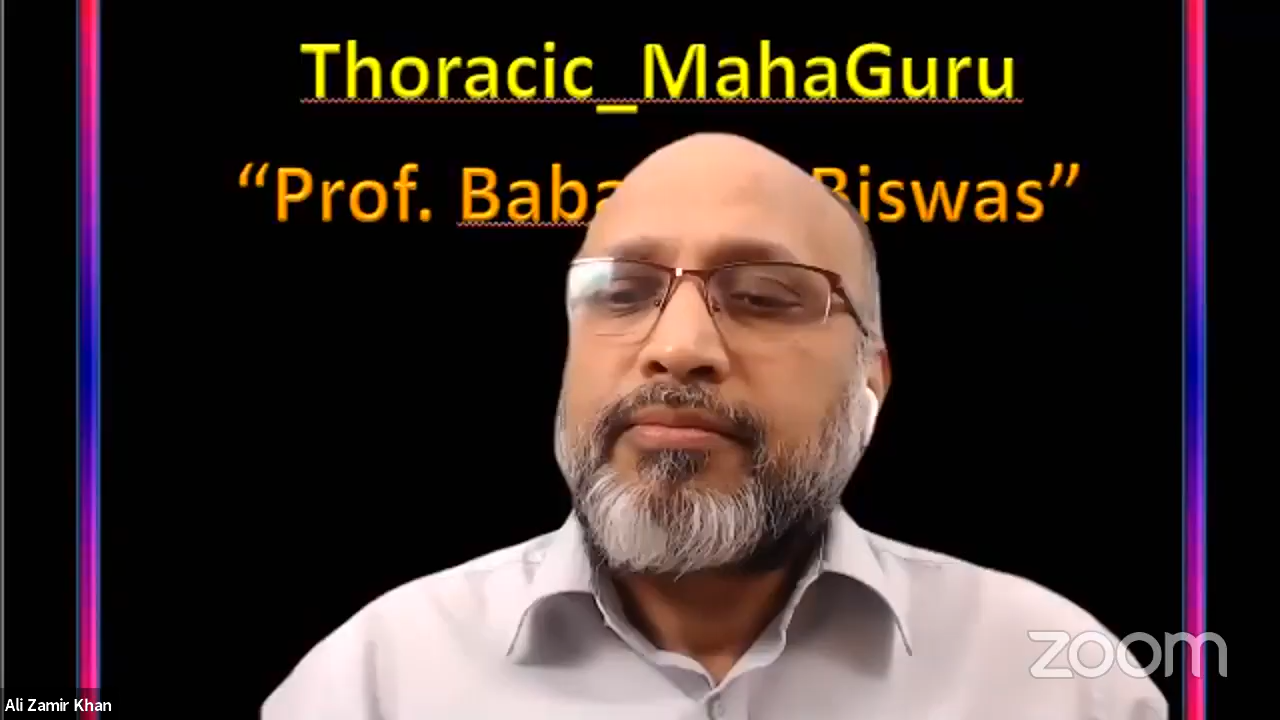 Thoracic_MahaGuru
“Prof. Biswas”
zoom
Ali Zamir Khan